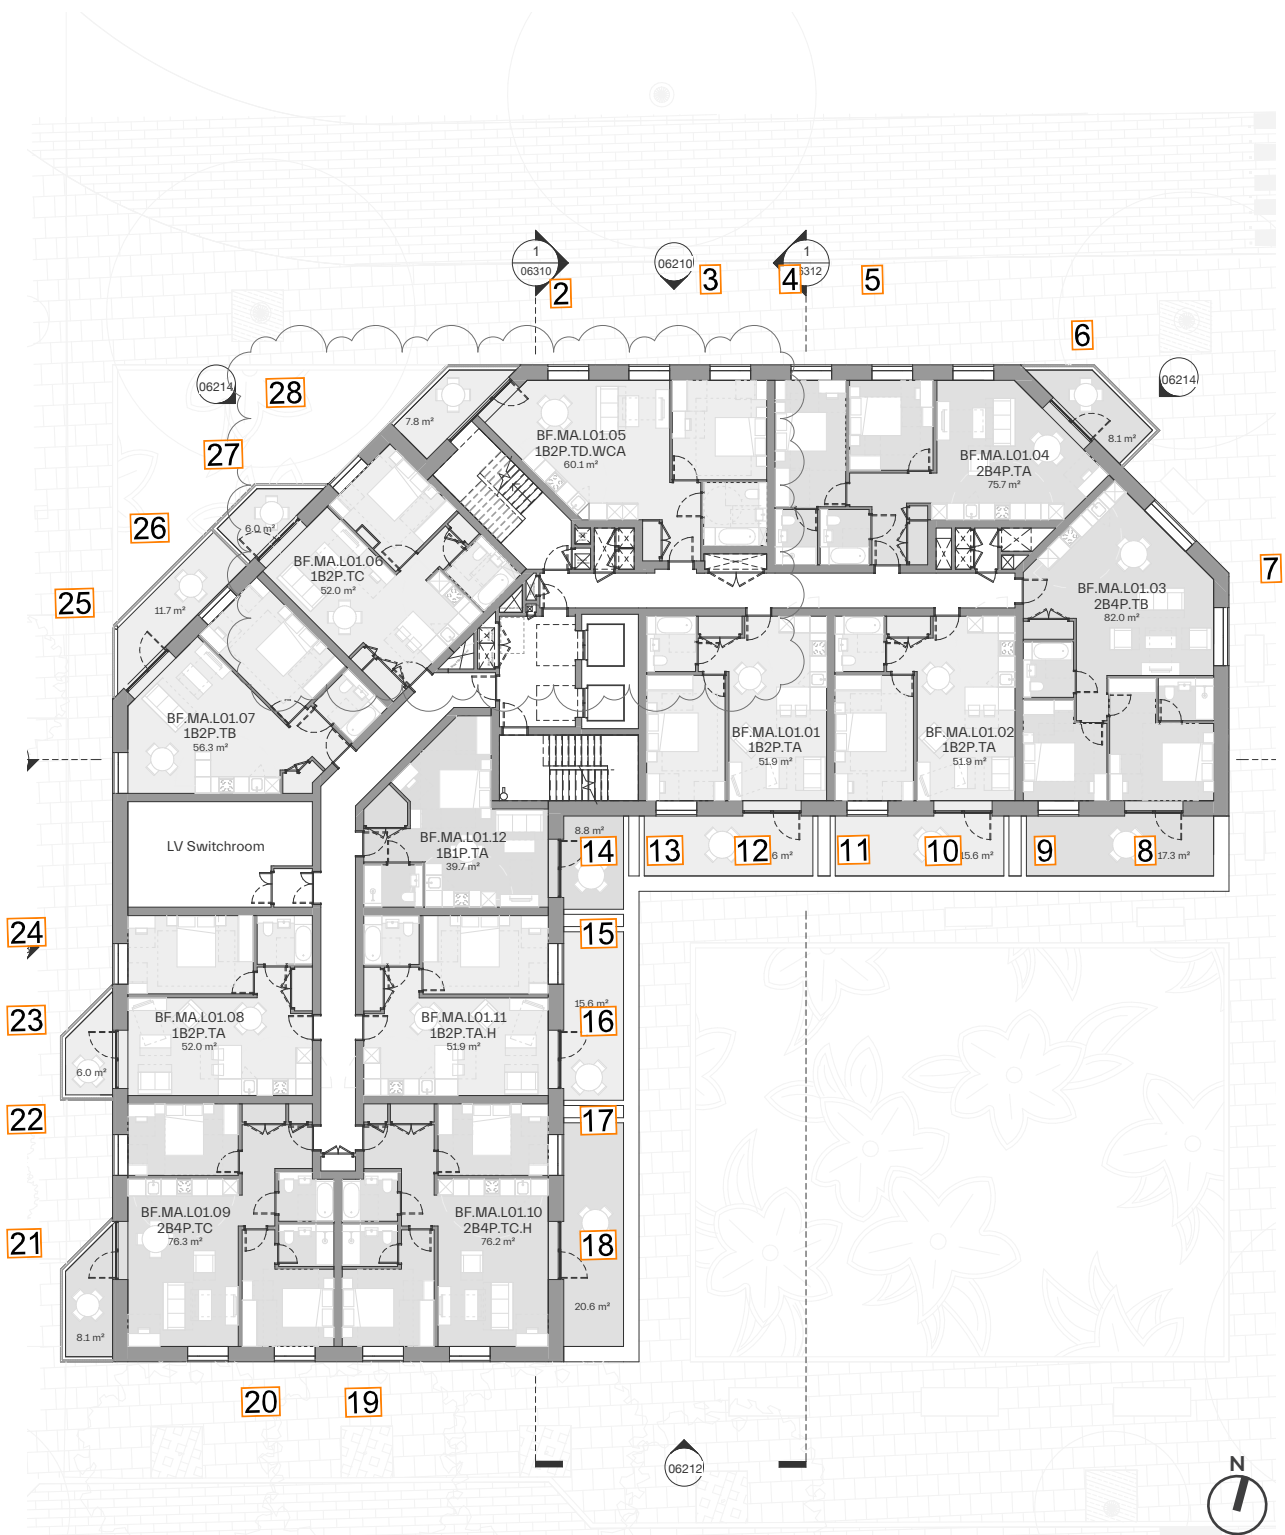 1
06310
2
06210
3
1
4
5
6
06214
28
06214
7.8 m²
BF.MA.L01.05
1B2P.TD.WCA
60.1 m²
8.1 m²
27
BF.MA.L01.04
2B4P.TA
75.7 m²
26
6.0 m²
BF.MA.L01.06
1B2P.TC
52.0 m²
7
25
11.7 m²
BF.MA.L01.03
2B4P.TB
82.0 m²
BF.MA.L01.07
1B2P.TB
56.3 m²
BF.MA.L01.01
1B2P.TA
51.9 m²
BF.MA.L01.02
1B2P.TA
51.9 m²
LV Switchroom
BF.MA.L01.12
1B1P.TA
39.7 m²
8.8 m²
14
13
12
6 m²
11
10
15.6 m²
9
8
17.3 m²
24
15
15.6 m²
23
BF.MA.L01.08
1B2P.TA
52.0 m²
BF.MA.L01.11
1B2P.TA.H
51.9 m²
16
6.0 m²
22
17
21
BF.MA.L01.09
2B4P.TC
76.3 m²
BF.MA.L01.10
2B4P.TC.H
76.2 m²
18
20.6 m²
8.1 m²
20
19
06212
N